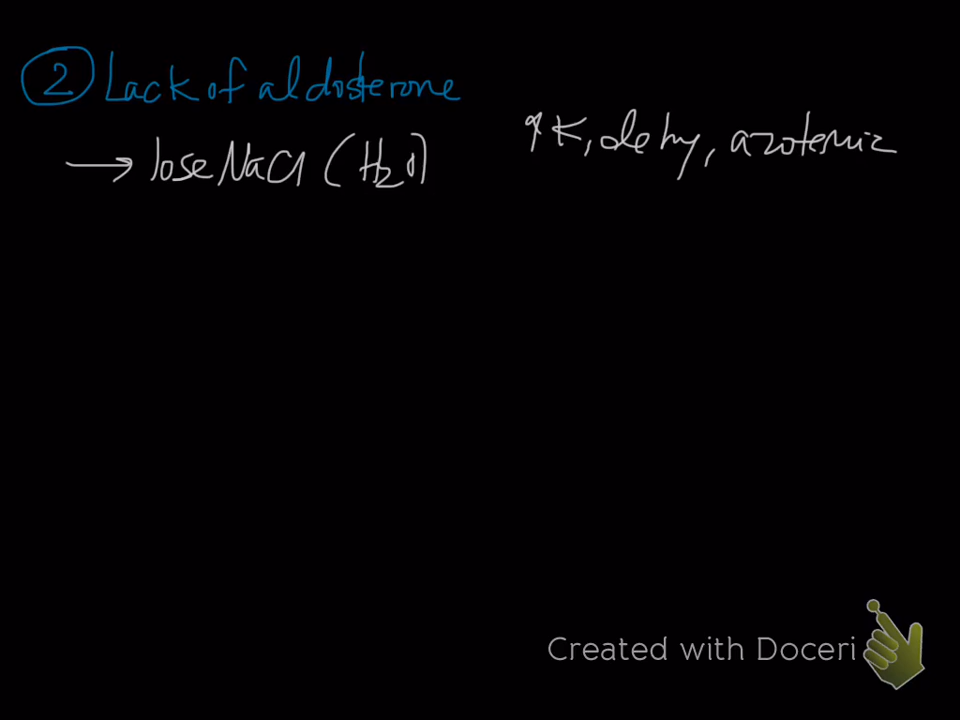 ② Lack of aldosterone
↑K, dehy, azotemia
→ lose NaCl (H₂O)
Created with Doceri